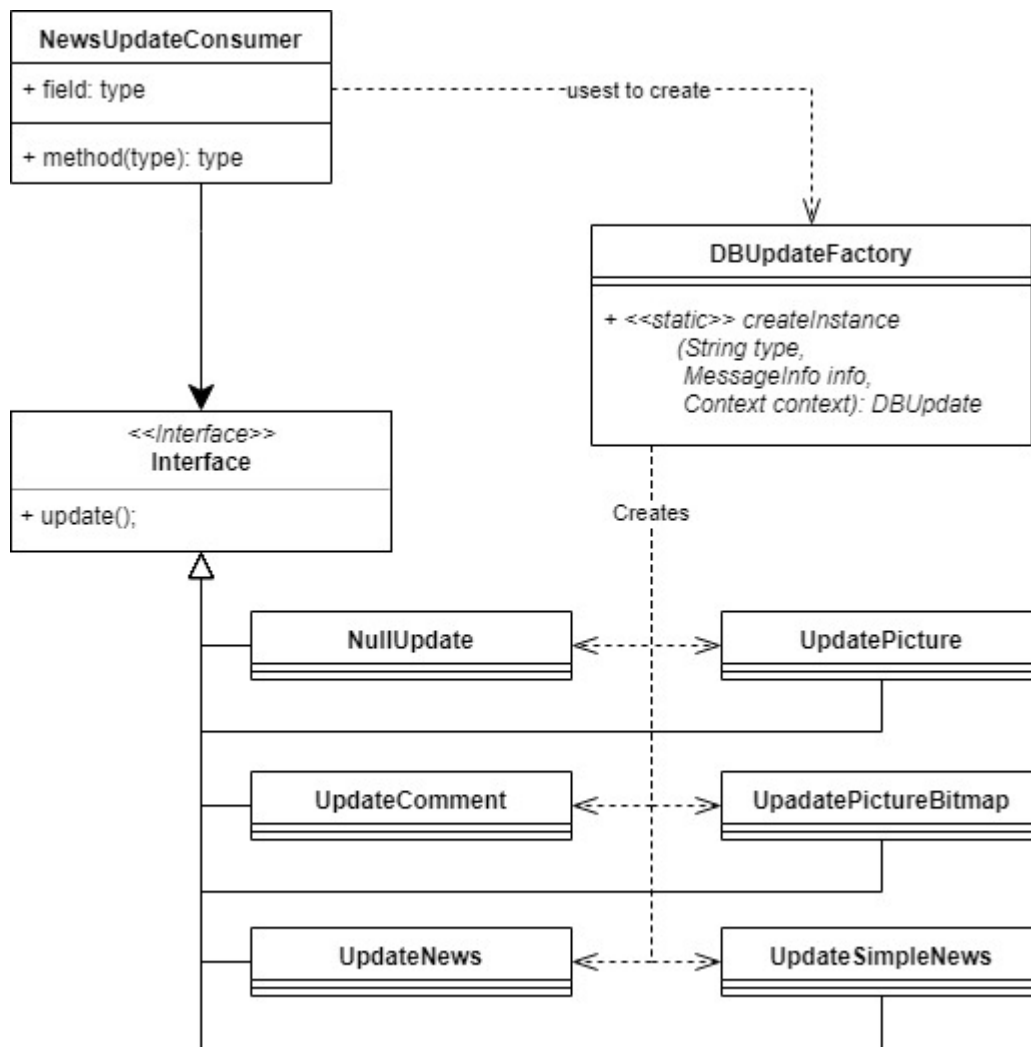 NewsUpdateConsumer
+ field: type
+ method(type): type
usest to create
DBUpdateFactory
+ <<static>> createInstance
(String type,
MessageInfo info,
Context context): DBUpdate
<<Interface>>
Interface
+ update();
Creates
NullUpdate
UpdatePicture
UpdateComment
UpadatePictureBitmap
UpdateNews
UpdateSimpleNews